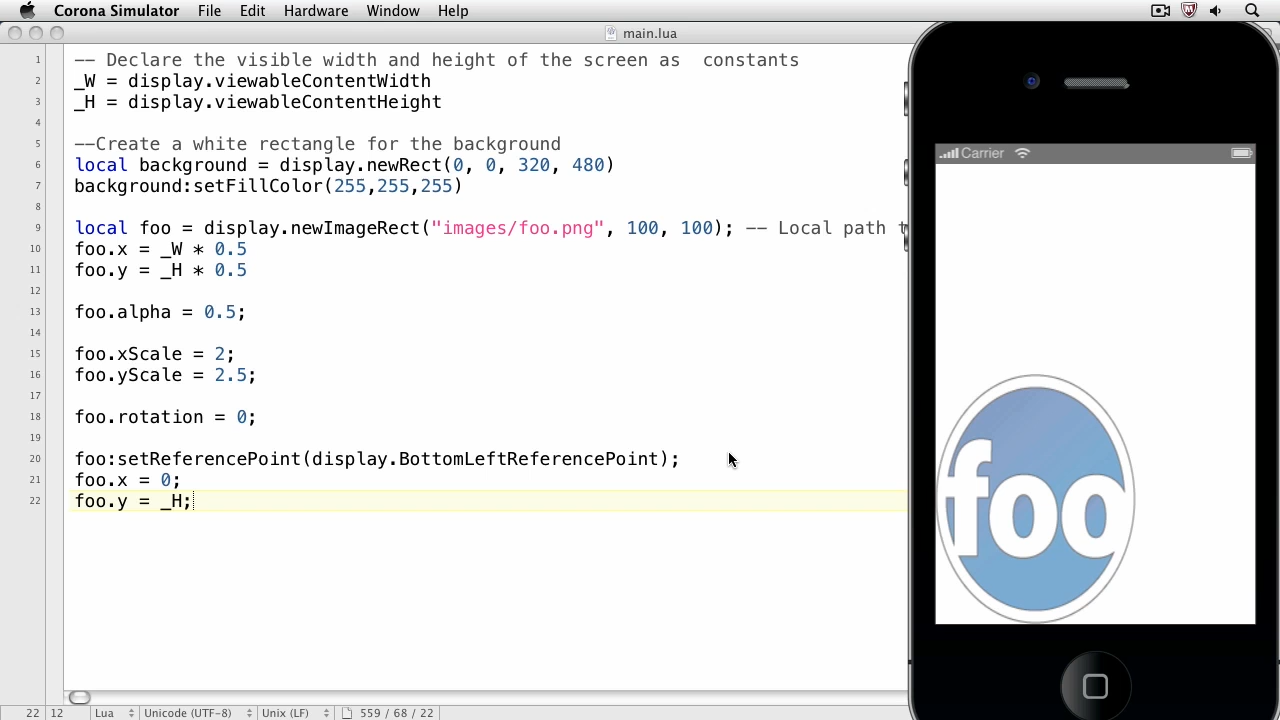 Corona Simulator File Edit Hardware Window Help
main.lua
1 -- Declare the visible width and height of the screen as  constants
2 _W = display.viewableContentWidth
3 _H = display.viewableContentHeight
4
5 --Create a white rectangle for the background
6 local background = display.newRect(0, 0, 320, 480)
7 background:setFillColor(255,255,255)
8
9 local foo = display.newImageRect("images/foo.png", 100, 100); -- Local path
10 foo.x = _W * 0.5
11 foo.y = _H * 0.5
12
13 foo.alpha = 0.5;
14
15 foo.xScale = 2;
16 foo.yScale = 2.5;
17
18 foo.rotation = 0;
19
20 foo:setReferencePoint(display.BottomLeftReferencePoint);
21 foo.x = 0;
22 foo.y = _H;
Carrier
foo
22 12 Lua Unicode (UTF-8) Unix (LF) 559 / 68 / 22